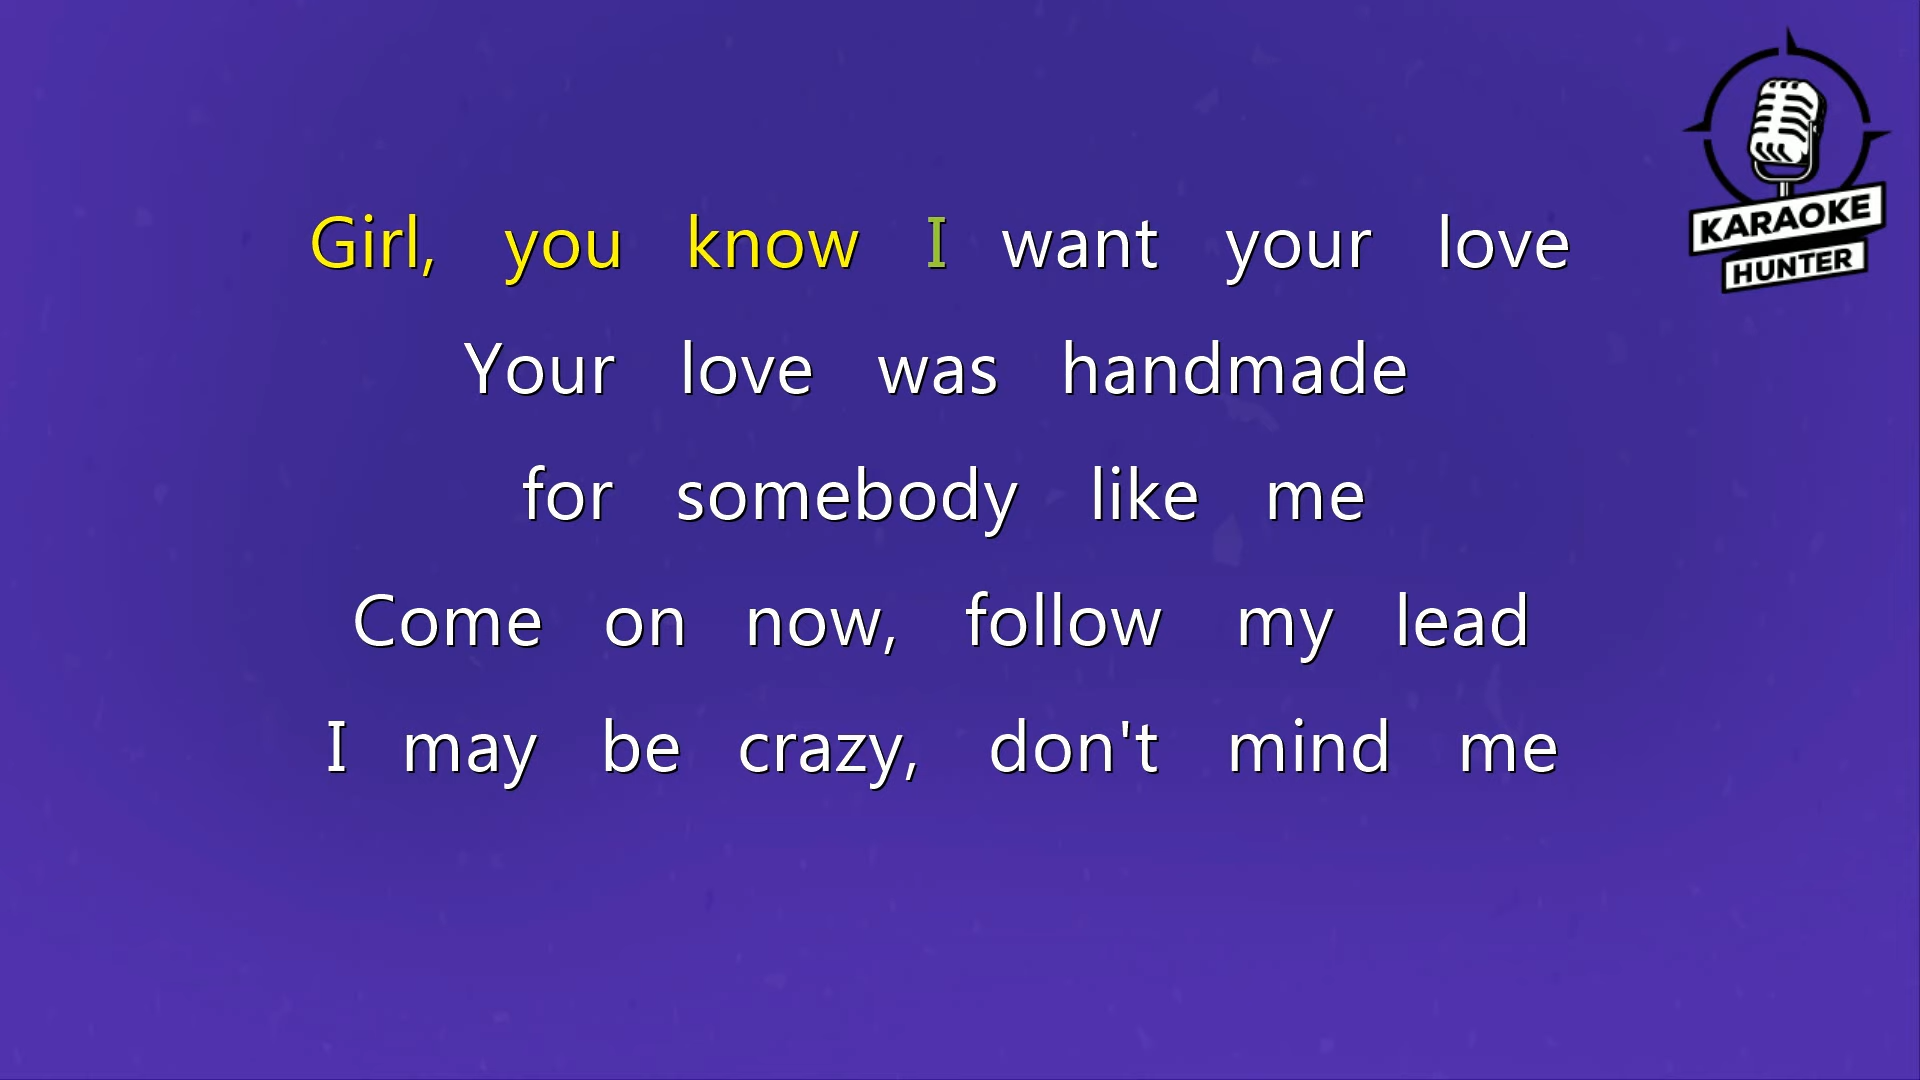 Girl, you know I want your love
Your love was handmade
for somebody like me
Come on now, follow my lead
I may be crazy, don't mind me
KARAOKE
HUNTER